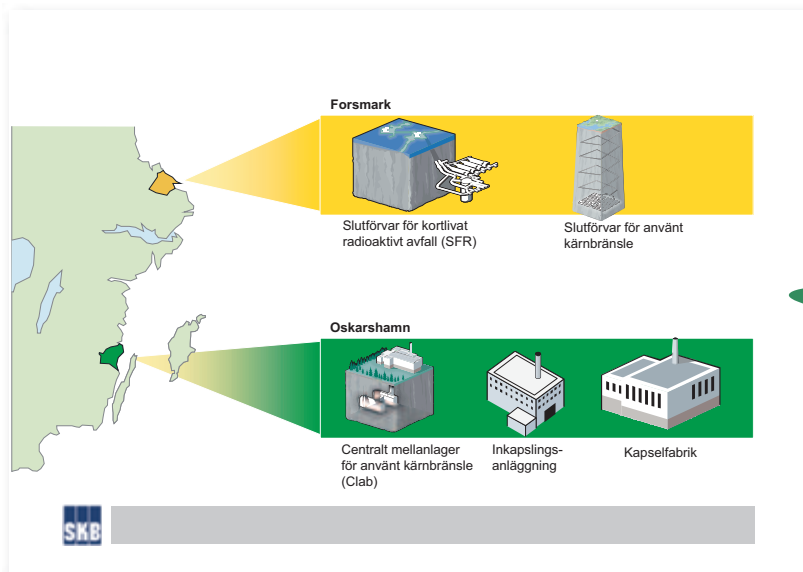 Forsmark
Slutförvar för kortlivat
radioaktivt avfall (SFR)
Slutförvar för använt
kärnbränsle
Oskarshamn
Centralt mellanlager
för använt kärnbränsle
(Clab)
Inkapslings-
anläggning
Kapselfabrik
SKB